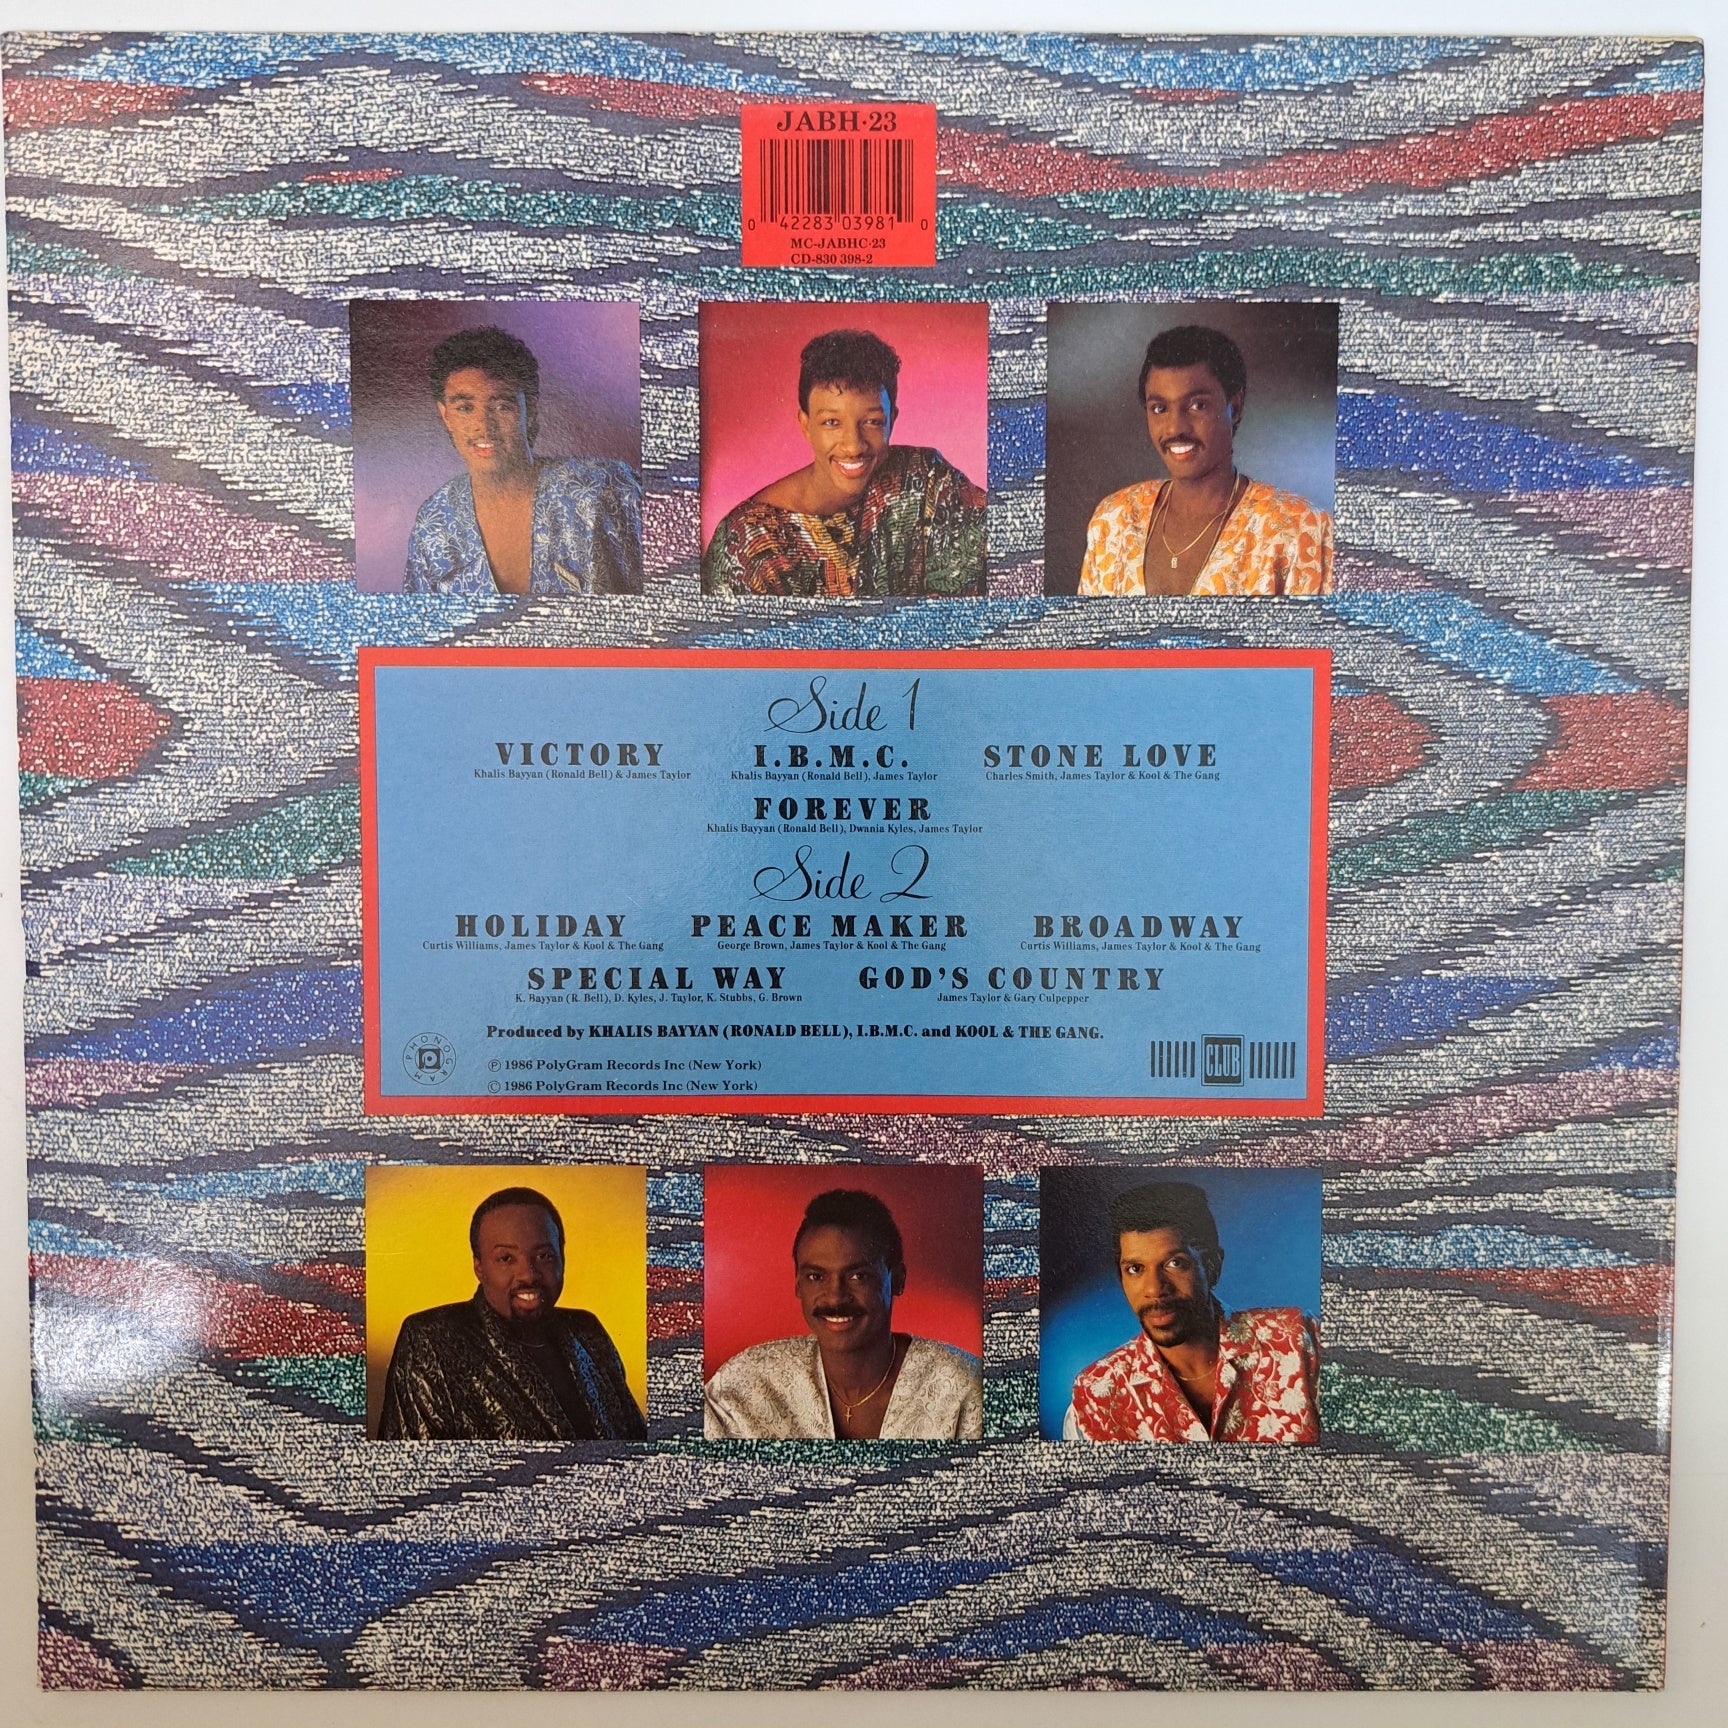 JABH·23
0 42283 03981 0
MC-JABHC·23
CD-830 398-2
Side 1
VICTORY I.B.M.C. STONE LOVE
Khalis Bayyan (Ronald Bell) & James Taylor Khalis Bayyan (Ronald Bell), James Taylor Charles Smith, James Taylor & Kool & The Gang
FOREVER
Khalis Bayyan (Ronald Bell), Dwania Kyles, James Taylor
Side 2
HOLIDAY PEACE MAKER BROADWAY
Curtis Williams, James Taylor & Kool & The Gang George Brown, James Taylor & Kool & The Gang Curtis Williams, James Taylor & Kool & The Gang
SPECIAL WAY GOD'S COUNTRY
K. Bayyan (R. Bell), D. Kyles, J. Taylor, K. Stubbs, G. Brown James Taylor & Gary Culpepper
Produced by KHALIS BAYYAN (RONALD BELL), I.B.M.C. and KOOL & THE GANG.
PHONOGRAM
℗ 1986 PolyGram Records Inc (New York)
© 1986 PolyGram Records Inc (New York)
CLUB